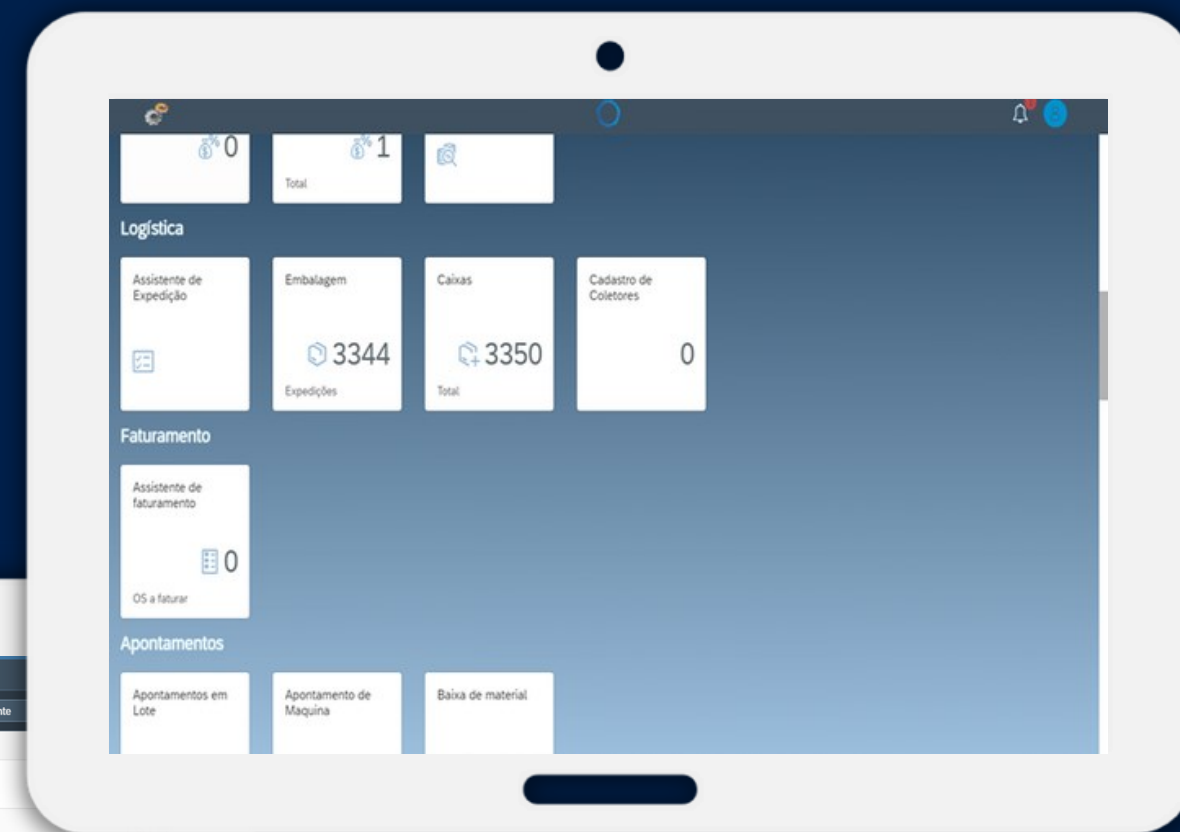 0
1
Total
Logística
Assistente de
Expedição
Embalagem
3344
Expedições
Caixas
3350
Total
Cadastro de
Coletores
0
Faturamento
Assistente de
faturamento
0
OS a faturar
Apontamentos
Apontamentos em
Lote
Apontamento de
Maquina
Baixa de material